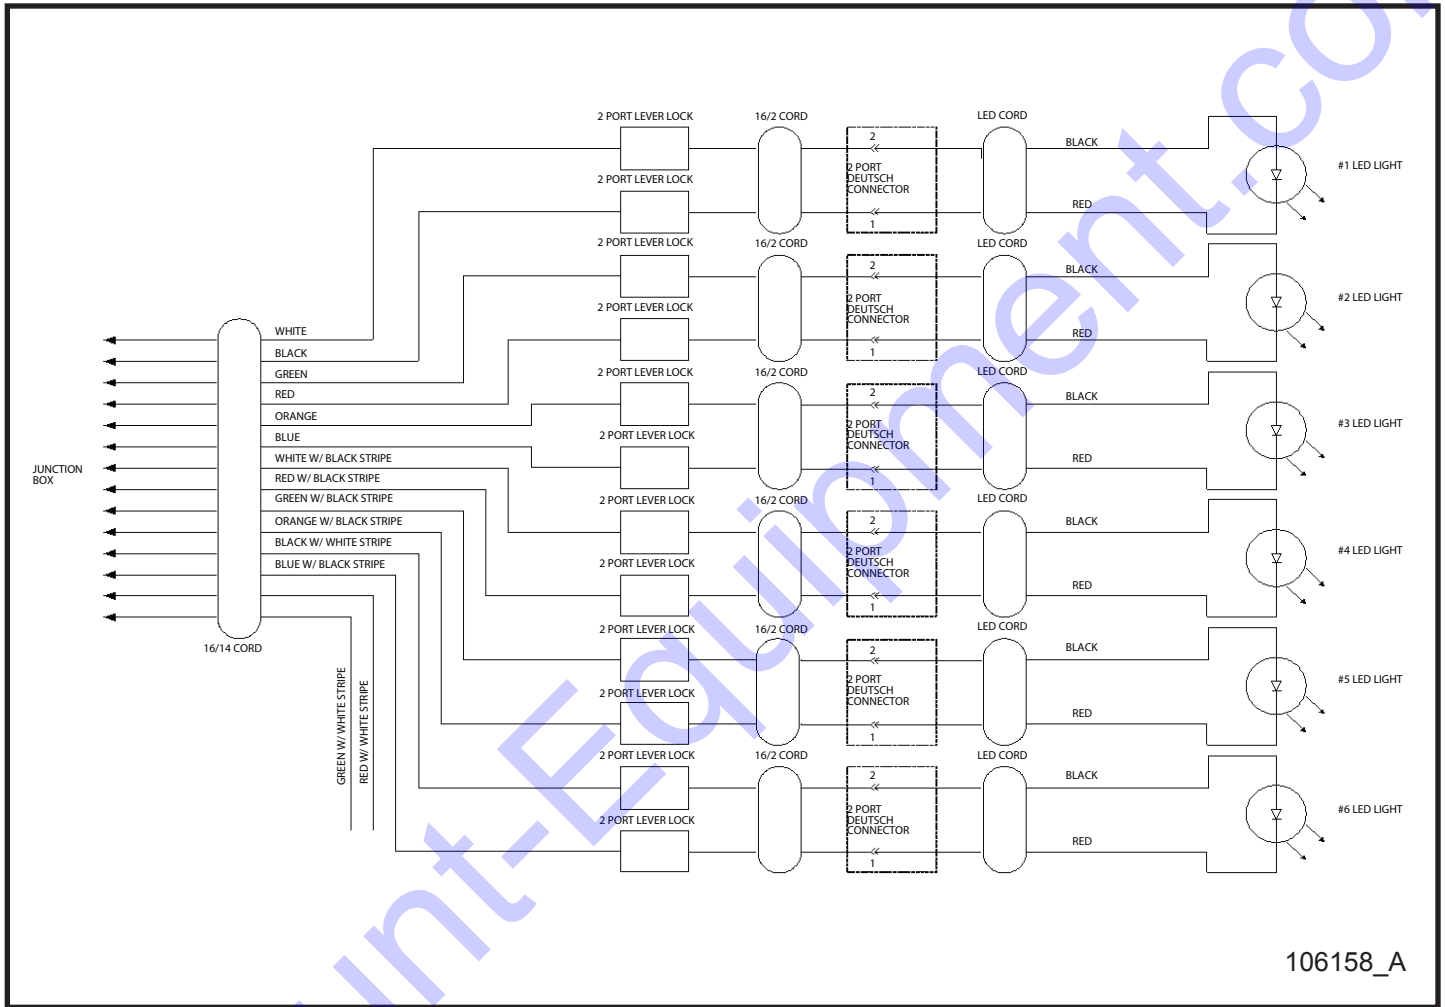 2 PORT LEVER LOCK
16/2 CORD
LED CORD
2
BLACK
2 PORT
DEUTSCH
CONNECTOR
#1 LED LIGHT
2 PORT LEVER LOCK
RED
1
2 PORT LEVER LOCK
16/2 CORD
LED CORD
2
BLACK
2 PORT
DEUTSCH
CONNECTOR
#2 LED LIGHT
2 PORT LEVER LOCK
RED
1
2 PORT LEVER LOCK
16/2 CORD
LED CORD
2
BLACK
2 PORT
DEUTSCH
CONNECTOR
#3 LED LIGHT
2 PORT LEVER LOCK
RED
1
2 PORT LEVER LOCK
16/2 CORD
LED CORD
2
BLACK
2 PORT
DEUTSCH
CONNECTOR
#4 LED LIGHT
2 PORT LEVER LOCK
RED
1
2 PORT LEVER LOCK
16/2 CORD
LED CORD
2
BLACK
2 PORT
DEUTSCH
CONNECTOR
#5 LED LIGHT
2 PORT LEVER LOCK
RED
1
2 PORT LEVER LOCK
16/2 CORD
LED CORD
2
BLACK
2 PORT
DEUTSCH
CONNECTOR
#6 LED LIGHT
2 PORT LEVER LOCK
RED
1
WHITE
BLACK
GREEN
RED
ORANGE
BLUE
WHITE W/ BLACK STRIPE
RED W/ BLACK STRIPE
GREEN W/ BLACK STRIPE
ORANGE W/ BLACK STRIPE
BLACK W/ WHITE STRIPE
BLUE W/ BLACK STRIPE
JUNCTION
BOX
16/14 CORD
GREEN W/ WHITE STRIPE
RED W/ WHITE STRIPE
106158_A
unt-Equipment.co